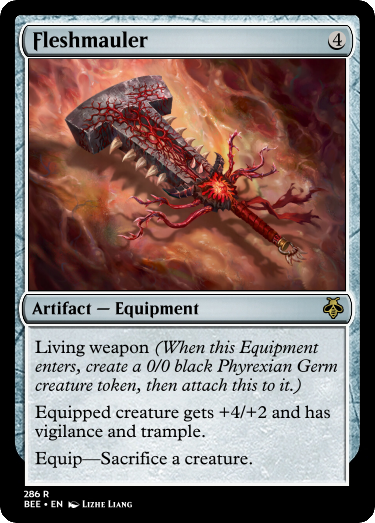 Fleshmauler 4
Artifact — Equipment
Living weapon (When this Equipment
enters, create a 0/0 black Phyrexian Germ
creature token, then attach this to it.)
Equipped creature gets +4/+2 and has
vigilance and trample.
Equip—Sacrifice a creature.
286 R
BEE • EN Lizhe Liang